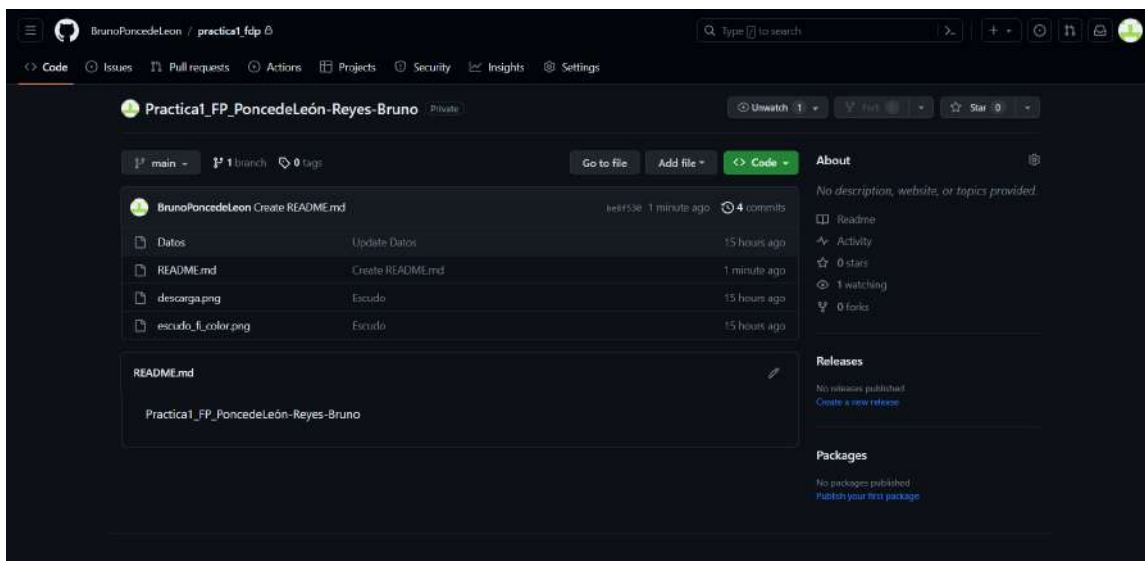 BrunoPoncedeLeon / practica1_fdp
Type / to search
Code Issues Pull requests Actions Projects Security Insights Settings
Practica1_FP_PoncedeLeón-Reyes-Bruno Private
Unwatch 1
Star 0
main 1 branch 0 tags
Go to file Add file Code
BrunoPoncedeLeon Create README.md 1 minute ago 4 commits
Datos Update Datos 15 hours ago
README.md Create README.md 1 minute ago
descarga.png Escudo 15 hours ago
escudo_fi_color.png Escudo 15 hours ago
README.md
Practica1_FP_PoncedeLeón-Reyes-Bruno
About
No description, website, or topics provided.
Readme
Activity
0 stars
1 watching
0 forks
Releases
No releases published
Create a new release
Packages
No packages published
Publish your first package